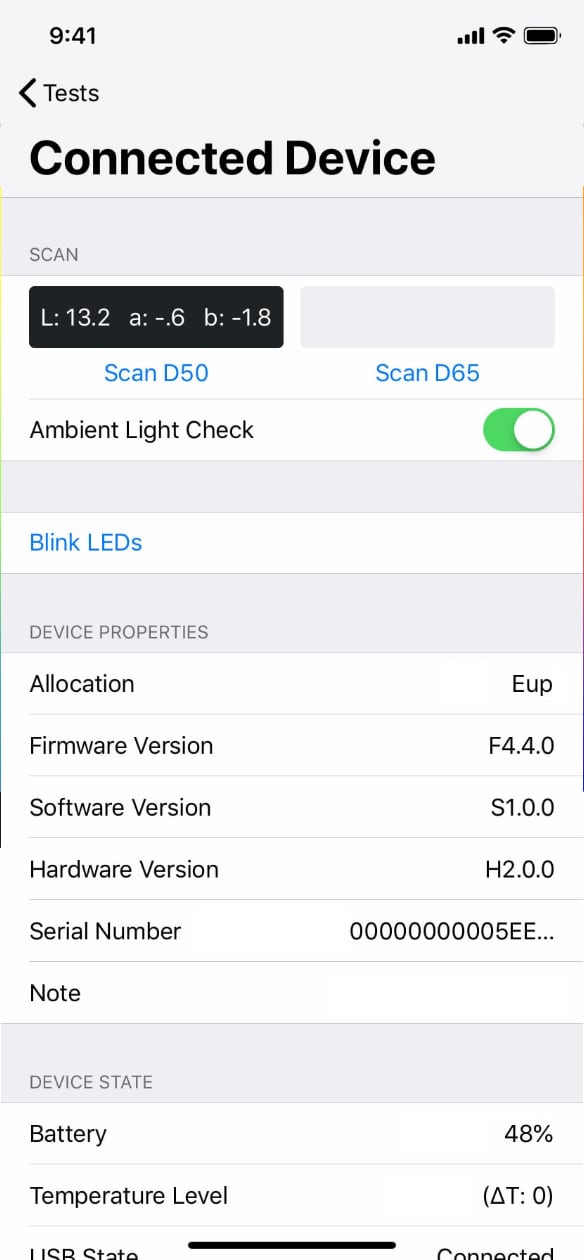 9:41
Tests
Connected Device
SCAN
L: 13.2 a: -.6 b: -1.8
Scan D50 Scan D65
Ambient Light Check
Blink LEDs
DEVICE PROPERTIES
Allocation Eup
Firmware Version F4.4.0
Software Version S1.0.0
Hardware Version H2.0.0
Serial Number 00000000005EE...
Note
DEVICE STATE
Battery 48%
Temperature Level (ΔT: 0)
USB State Connected